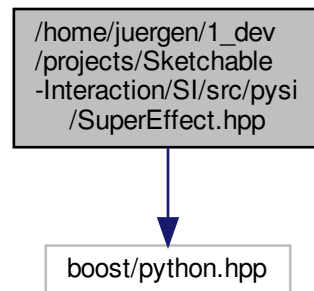 /home/juergen/1_dev
/projects/Sketchable
-Interaction/SI/src/pysi
/SuperEffect.hpp
boost/python.hpp